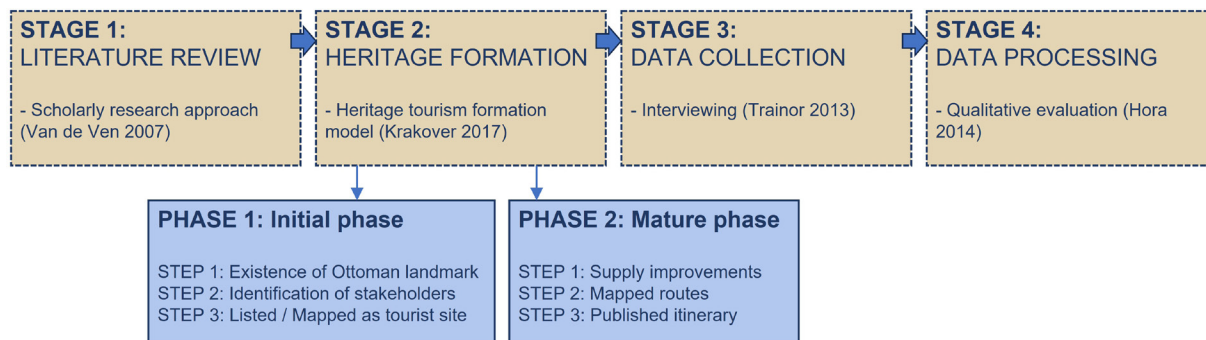 STAGE 1:
LITERATURE REVIEW
- Scholarly research approach
(Van de Ven 2007)
STAGE 2:
HERITAGE FORMATION
- Heritage tourism formation
model (Krakover 2017)
STAGE 3:
DATA COLLECTION
- Interviewing (Trainor 2013)
STAGE 4:
DATA PROCESSING
- Qualitative evaluation (Hora
2014)
PHASE 1: Initial phase
STEP 1: Existence of Ottoman landmark
STEP 2: Identification of stakeholders
STEP 3: Listed / Mapped as tourist site
PHASE 2: Mature phase
STEP 1: Supply improvements
STEP 2: Mapped routes
STEP 3: Published itinerary